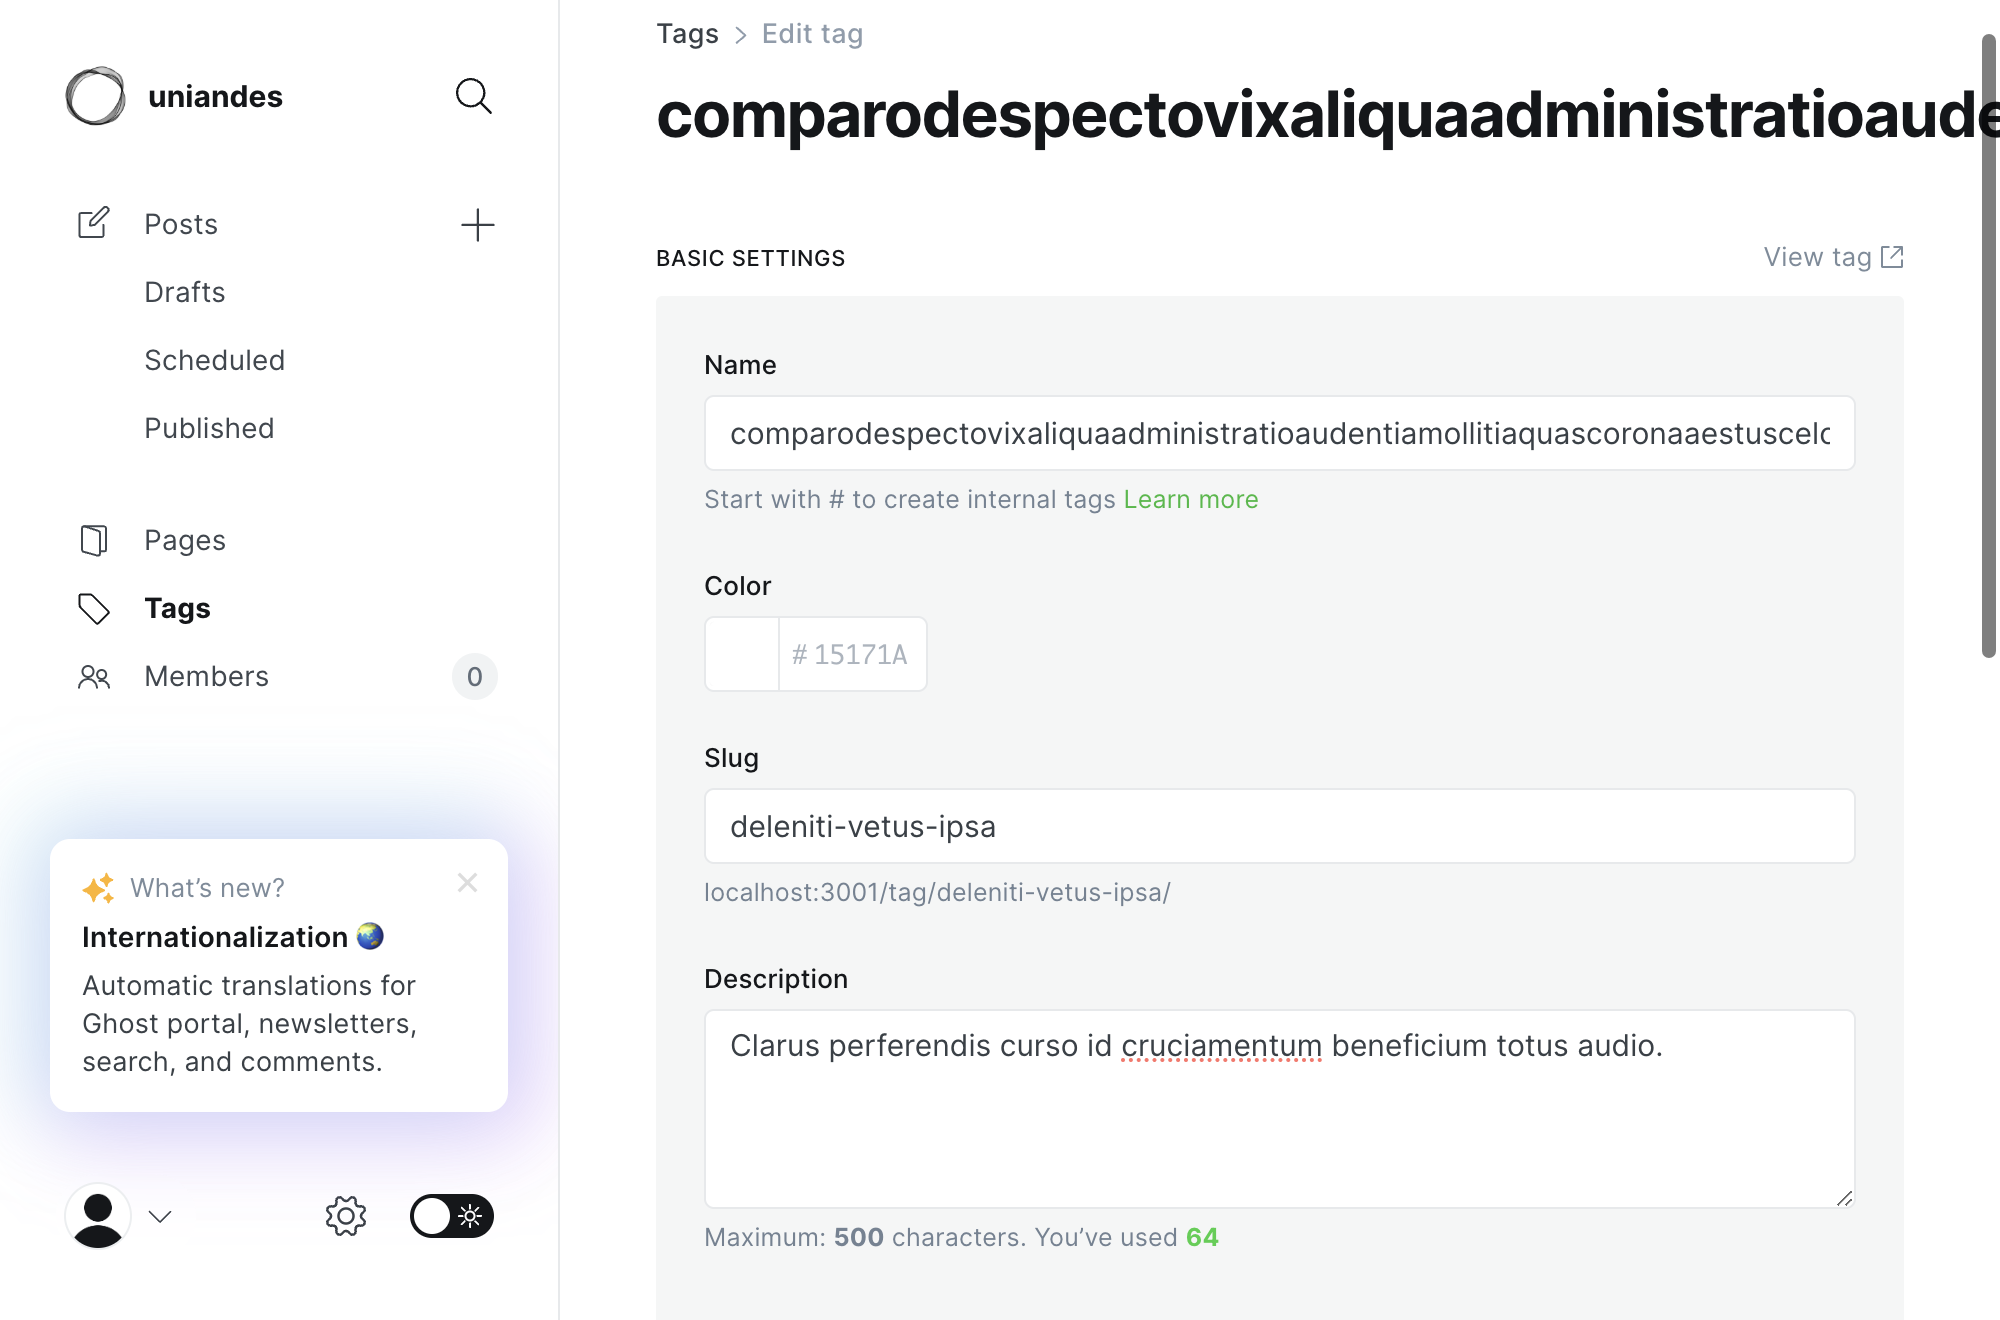 uniandes
Posts
Drafts
Scheduled
Published
Pages
Tags
Members
0
What’s new?
Internationalization
Automatic translations for
Ghost portal, newsletters,
search, and comments.
Tags > Edit tag
comparodespectovixaliquaadministratioaude
BASIC SETTINGS
View tag
Name
comparodespectovixaliquaadministratioaudentiamollitiaquascoronaaestuscelo
Start with # to create internal tags Learn more
Color
# 15171A
Slug
deleniti-vetus-ipsa
localhost:3001/tag/deleniti-vetus-ipsa/
Description
Clarus perferendis curso id cruciamentum beneficium totus audio.
Maximum: 500 characters. You’ve used 64